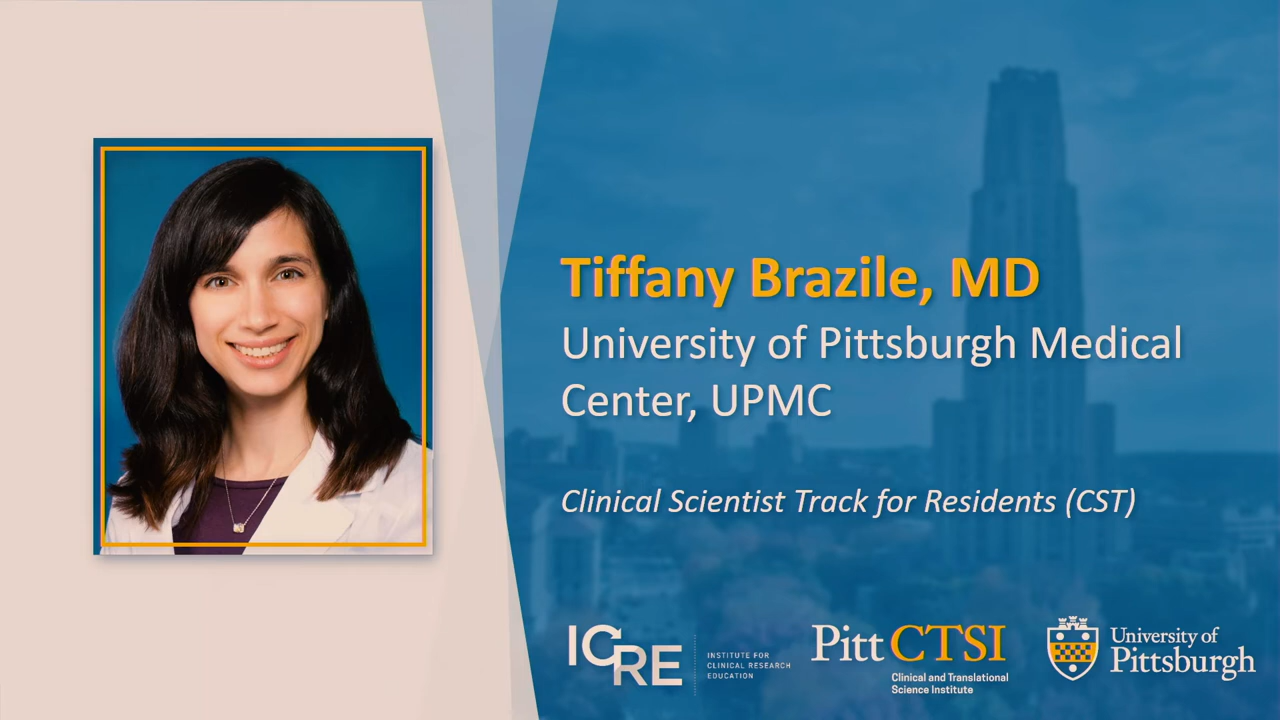 Tiffany Brazile, MD
University of Pittsburgh Medical
Center, UPMC
Clinical Scientist Track for Residents (CST)
ICRE
INSTITUTE FOR
CLINICAL RESEARCH
EDUCATION
Pitt CTSI
Clinical and Translational
Science Institute
University of
Pittsburgh